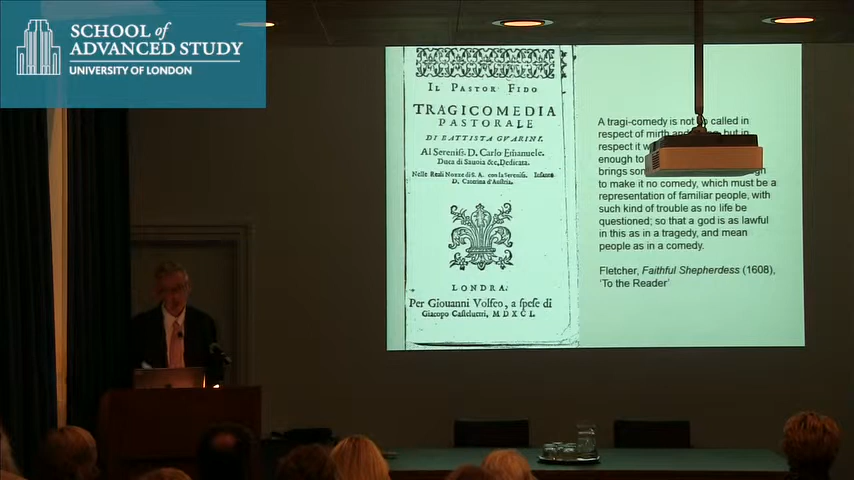 SCHOOL of
ADVANCED STUDY
UNIVERSITY OF LONDON
IL PASTOR FIDO
TRAGICOMEDIA
PASTORALE
DI BATTISTA GVARINI.
Al Sereniss. D. Carlo Emanuele.
Duca di Sauoia &c, Dedicata.
Nelle Reali Nozze di S. A. con la Sereniss. Infante
D. Caterina d'Austria.
LONDRA:
Per Giouanni Volfeo, a spese di
Giacopo Casteluetri, MDXCI.
A tragi-comedy is not so called in
respect of mirth and but in
respect it
enough to
brings
to make it no comedy, which must be a
representation of familiar people, with
such kind of trouble as no life be
questioned; so that a god is as lawful
in this as in a tragedy, and mean
people as in a comedy.
Fletcher, Faithful Shepherdess (1608),
'To the Reader'